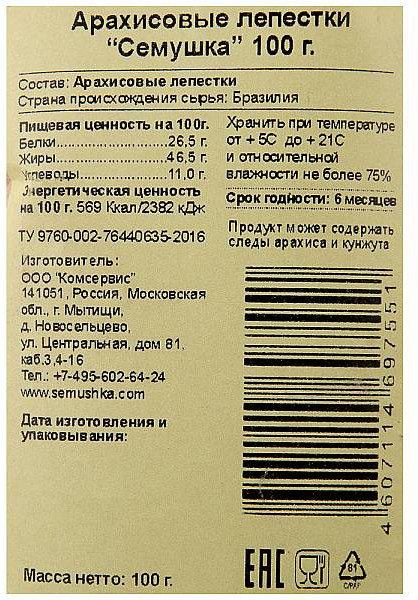 Арахисовые лепестки
“Семушка” 100 г.
Состав: Арахисовые лепестки
Страна происхождения сырья: Бразилия
Пищевая ценность на 100г.
Белки....................26,5 г.
Жиры....................46,5 г.
Углеводы..............11,0 г.
Энергетическая ценность
на 100 г. 569 Ккал/2382 кДж
ТУ 9760-002-76440635-2016
Изготовитель:
ООО "Комсервис"
141051, Россия, Московская
обл., г. Мытищи,
д. Новосельцево,
ул. Центральная, дом 81,
каб.3,4-16
Тел.: +7-495-602-64-24
www.semushka.com
Дата изготовления и
упаковывания:
Масса нетто: 100 г.
Хранить при температуре
от + 5С до + 21С
и относительной
влажности не более 75%
Срок годности: 6 месяцев
Продукт может содержать
следы арахиса и кунжута
4 607114 697551
EAC
81
C/PAP